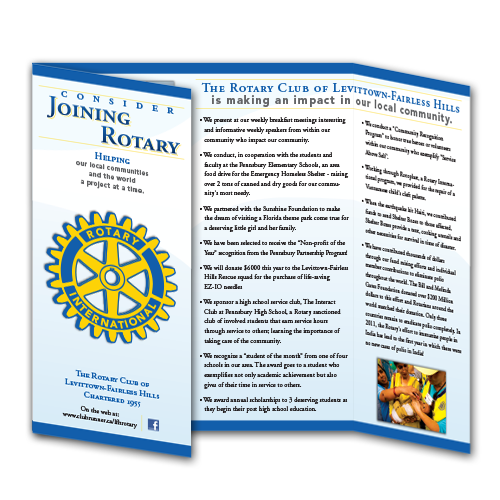 CONSIDER
JOINING
ROTARY
HELPING
our local communities
and the world
a project at a time.
ROTARY
INTERNATIONAL
THE ROTARY CLUB OF
LEVITTOWN-FAIRLESS HILLS
CHARTERED 1955
On the web at:
www.clubrunner.ca/lfhrotary
f
THE ROTARY CLUB OF LEVITTOWN-FAIRLESS HILLS
is making an impact in our local community.
• We present at our weekly breakfast meetings interesting
and informative weekly speakers from within our
community who impact our community.
• We conduct, in cooperation with the students and
faculty at the Pennsbury Elementary Schools, an area
food drive for the Emergency Homeless Shelter - raising
over 2 tons of canned and dry goods for our commu-
nity's most needy.
• We partnered with the Sunshine Foundation to make
the dream of visiting a Florida theme park come true for
a deserving little girl and her family.
• We have been selected to receive the "Non-profit of the
Year" recognition from the Pennsbury Partnership Program!
• We will donate $6000 this year to the Levittown-Fairless
Hills Rescue squad for the purchase of life-saving
EZ-IO needles
• We sponsor a high school service club, The Interact
Club at Pennsbury High School, a Rotary sanctioned
club of involved students that earn service hours
through service to others; learning the importance of
taking care of the community.
• We recognize a "student of the month" from one of four
schools in our area. The award goes to a student who
exemplifies not only academic achievement but also
gives of their time in service to others.
• We award annual scholarships to 3 deserving students as
they begin their post high school education.
• We conduct a "Community Recognition
Program" to honor true heroes or volunteers
within our community who exemplify "Service
Above Self".
• Working through Rotoplast, a Rotary Interna-
tional program, we provided for the repair of a
Vietnamese child's cleft palate.
• When the earthquake hit Haiti, we contributed
funds to send Shelter Boxes to those affected.
Shelter Boxes provide a tent, cooking utensils and
other necessities for survival in time of disaster.
• We have contributed thousands of dollars
through our fund raising efforts and individual
member contributions to eliminate polio
throughout the world. The Bill and Melinda
Gates Foundation donated over $200 Million
dollars to this effort and Rotarians around the
world matched their donation. Only three
countries remain to eradicate polio completely. In
2011, the Rotary's effort to immunize people in
India has lead to the first year in which there were
no new cases of polio in India!